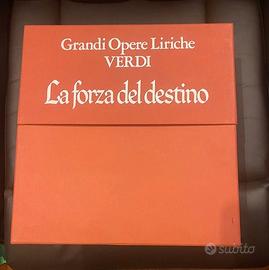 Grandi Opere Liriche
VERDI
La forza del destino
subito